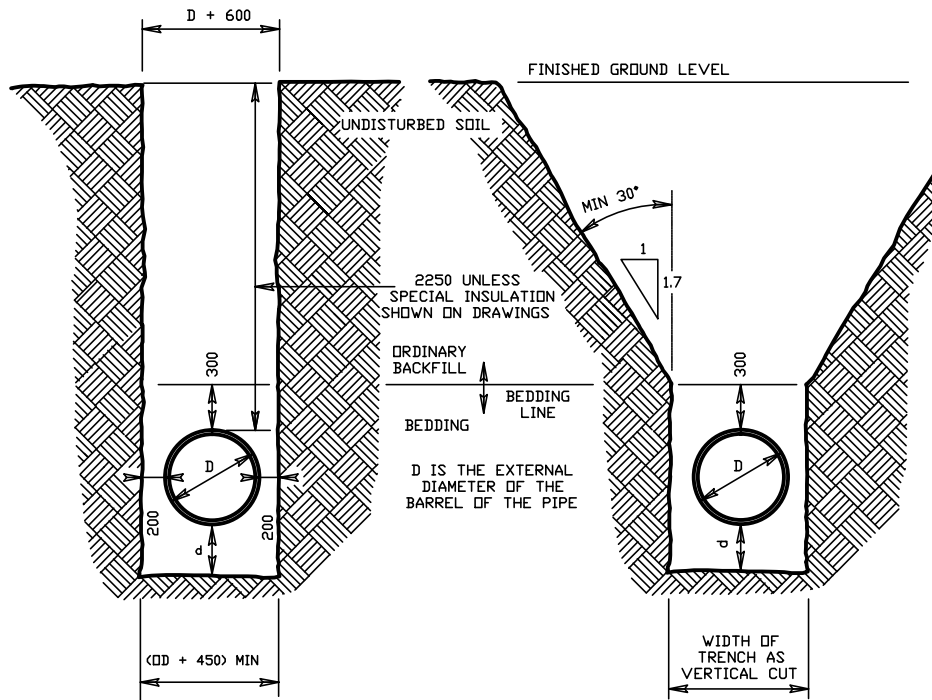 D + 600
FINISHED GROUND LEVEL
UNDISTURBED SOIL
MIN 30°
1
1.7
2250 UNLESS
SPECIAL INSULATION
SHOWN ON DRAWINGS
300
ORDINARY
BACKFILL
300
BEDDING
LINE
BEDDING
D
D IS THE EXTERNAL
DIAMETER OF THE
BARREL OF THE PIPE
D
200
200
d
d
(OD + 450) MIN
WIDTH OF
TRENCH AS
VERTICAL CUT